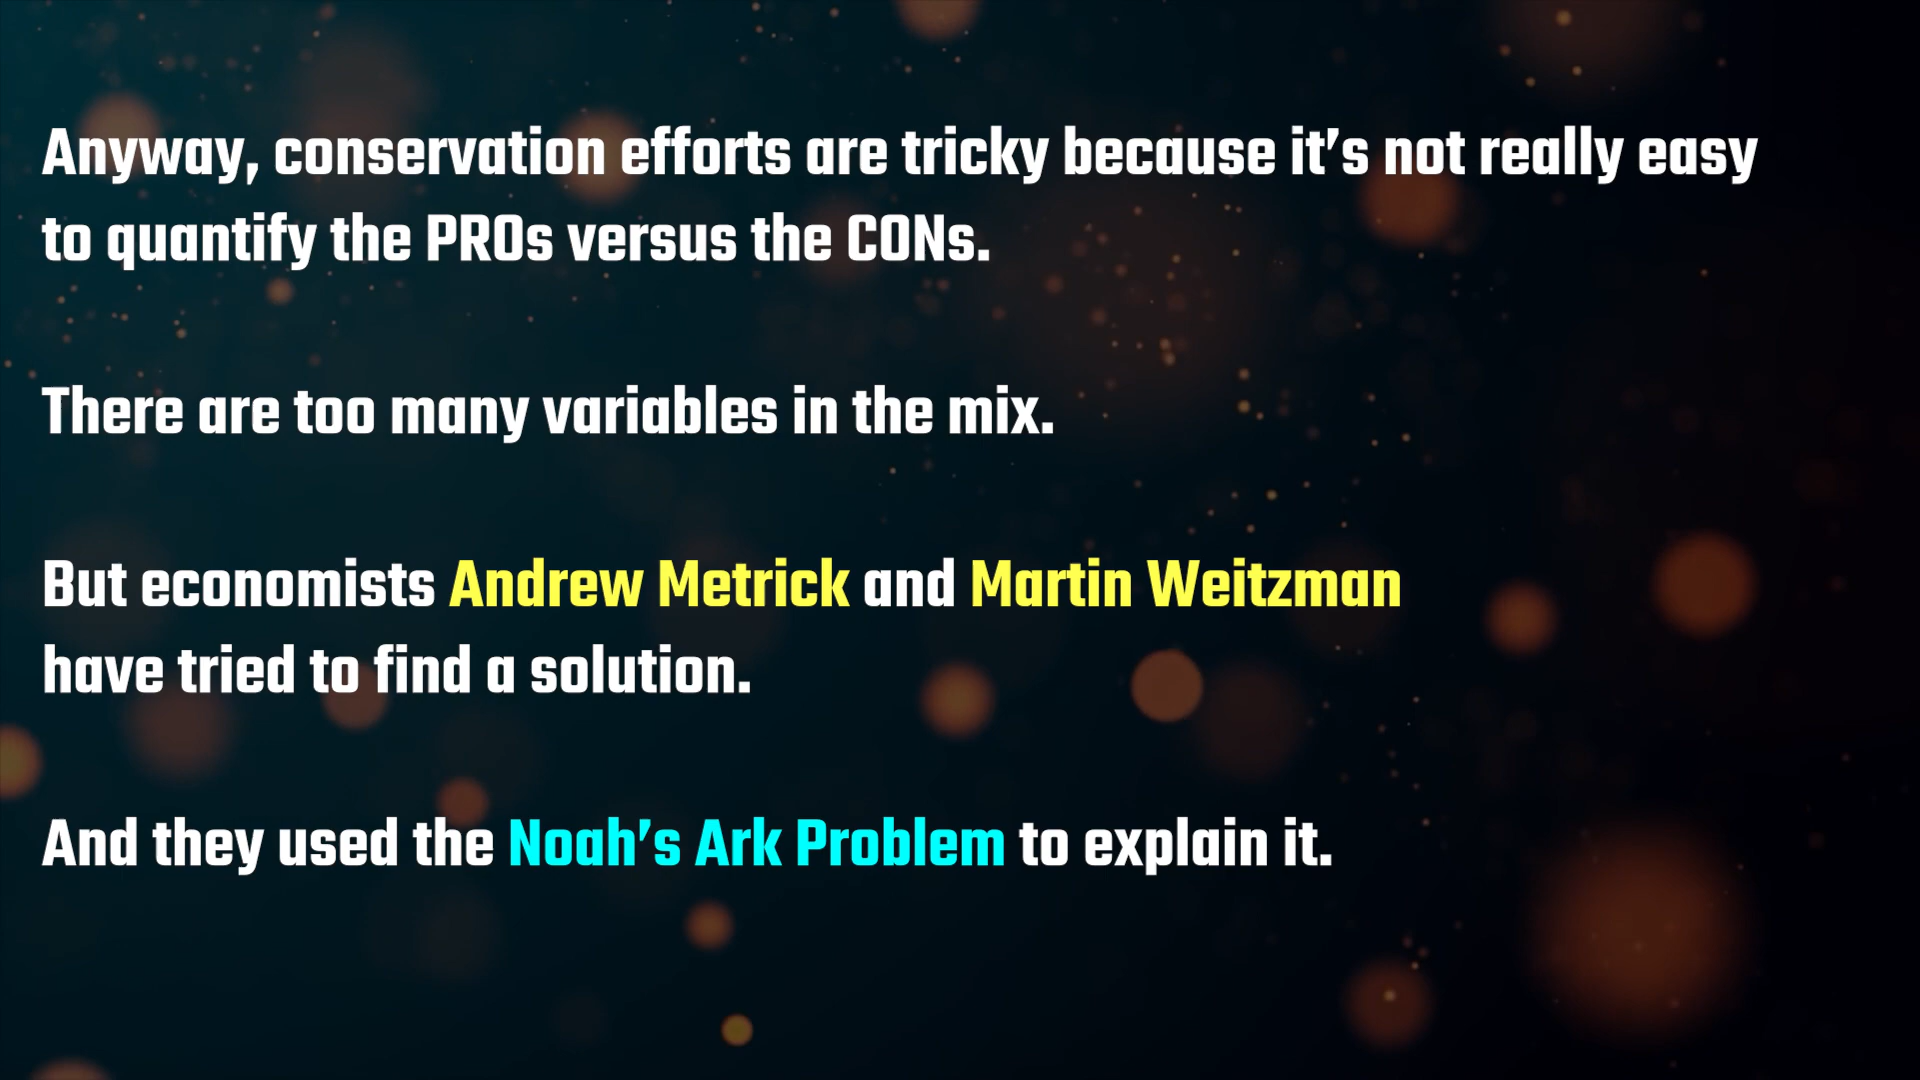 Anyway, conservation efforts are tricky because it’s not really easy
to quantify the PROs versus the CONs.
There are too many variables in the mix.
But economists Andrew Metrick and Martin Weitzman
have tried to find a solution.
And they used the Noah’s Ark Problem to explain it.